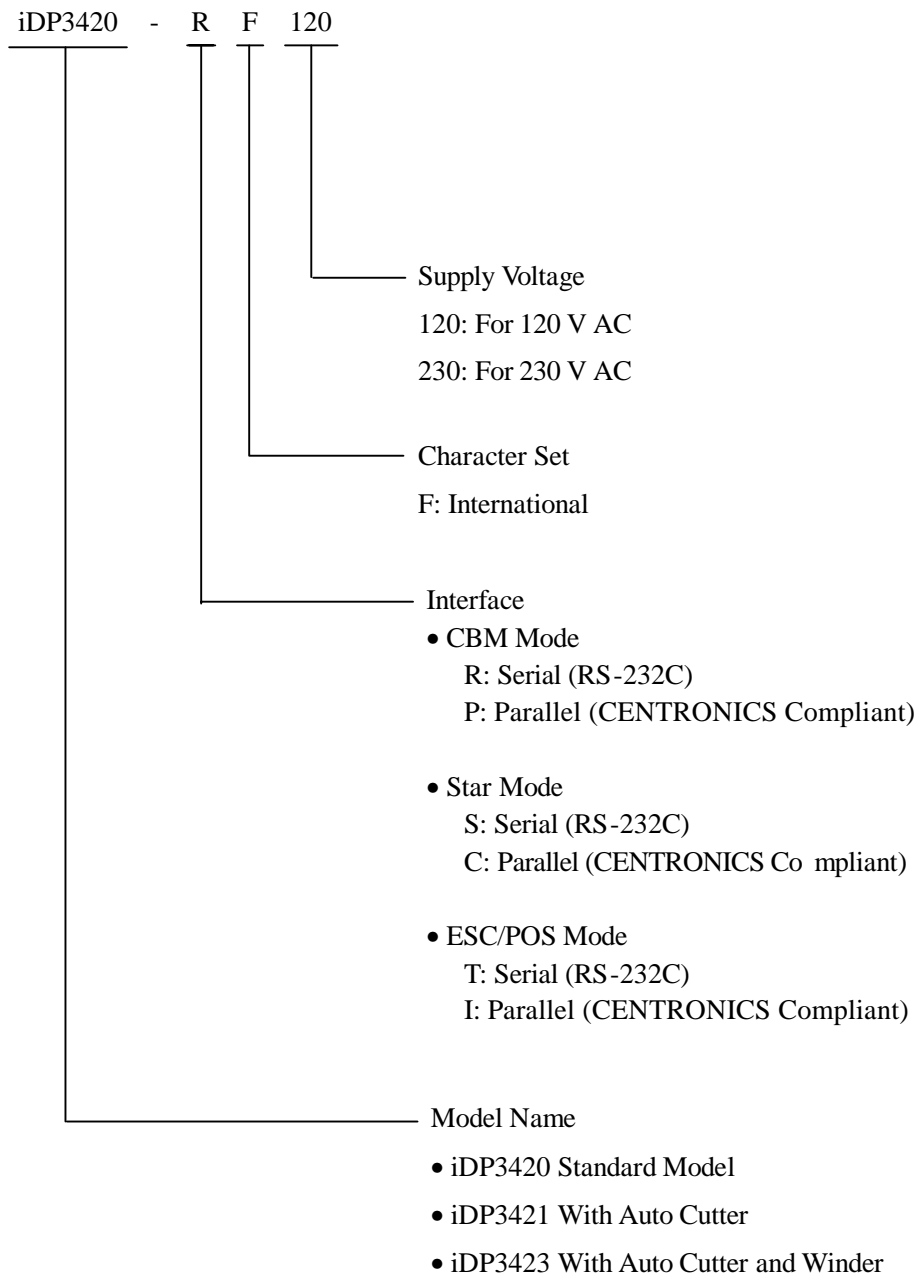 iDP3420 - R F 120
Supply Voltage
120: For 120 V AC
230: For 230 V AC
Character Set
F: International
Interface
• CBM Mode
R: Serial (RS-232C)
P: Parallel (CENTRONICS Compliant)
• Star Mode
S: Serial (RS-232C)
C: Parallel (CENTRONICS Co mpliant)
• ESC/POS Mode
T: Serial (RS-232C)
I: Parallel (CENTRONICS Compliant)
Model Name
• iDP3420 Standard Model
• iDP3421 With Auto Cutter
• iDP3423 With Auto Cutter and Winder